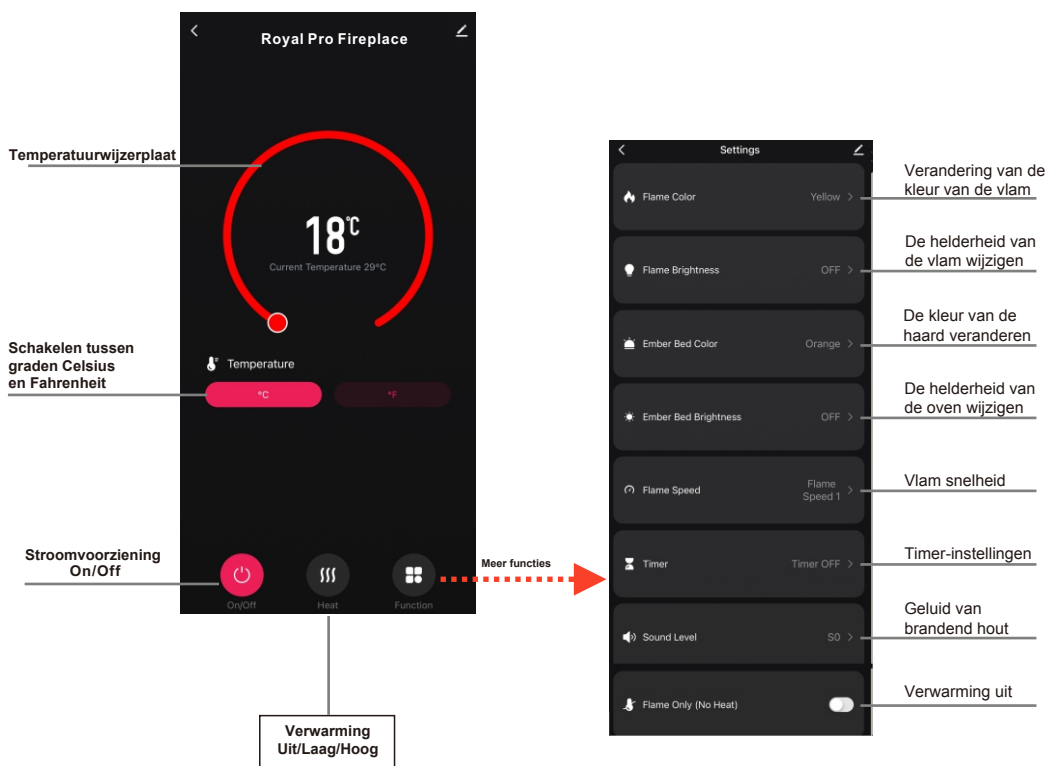 Royal Pro Fireplace
Temperatuurwijzerplaat
18°C
Current Temperature 29°C
Schakelen tussen
graden Celsius
en Fahrenheit
Temperature
°C
°F
Stroomvoorziening
On/Off
On/Off
Heat
Function
Meer functies
Verwarming
Uit/Laag/Hoog
Settings
Flame Color
Yellow
Verandering van de
kleur van de vlam
Flame Brightness
OFF
De helderheid van
de vlam wijzigen
Ember Bed Color
Orange
De kleur van de
haard veranderen
Ember Bed Brightness
OFF
De helderheid van
de oven wijzigen
Flame Speed
Flame
Speed 1
Vlam snelheid
Timer
Timer OFF
Timer-instellingen
Sound Level
S0
Geluid van
brandend hout
Flame Only (No Heat)
Verwarming uit